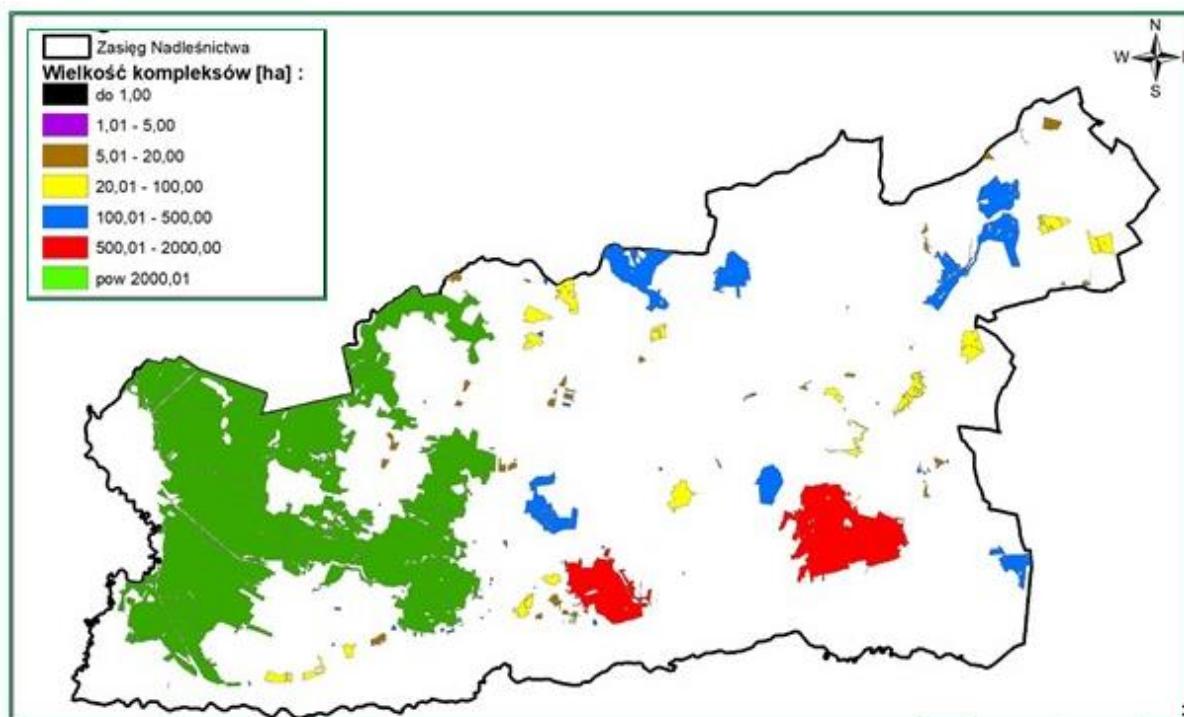 Zasięg Nadleśnictwa
Wielkość kompleksów [ha] :
do 1,00
1,01 - 5,00
5,01 - 20,00
20,01 - 100,00
100,01 - 500,00
500,01 - 2000,00
pow 2000,01
N
W
S